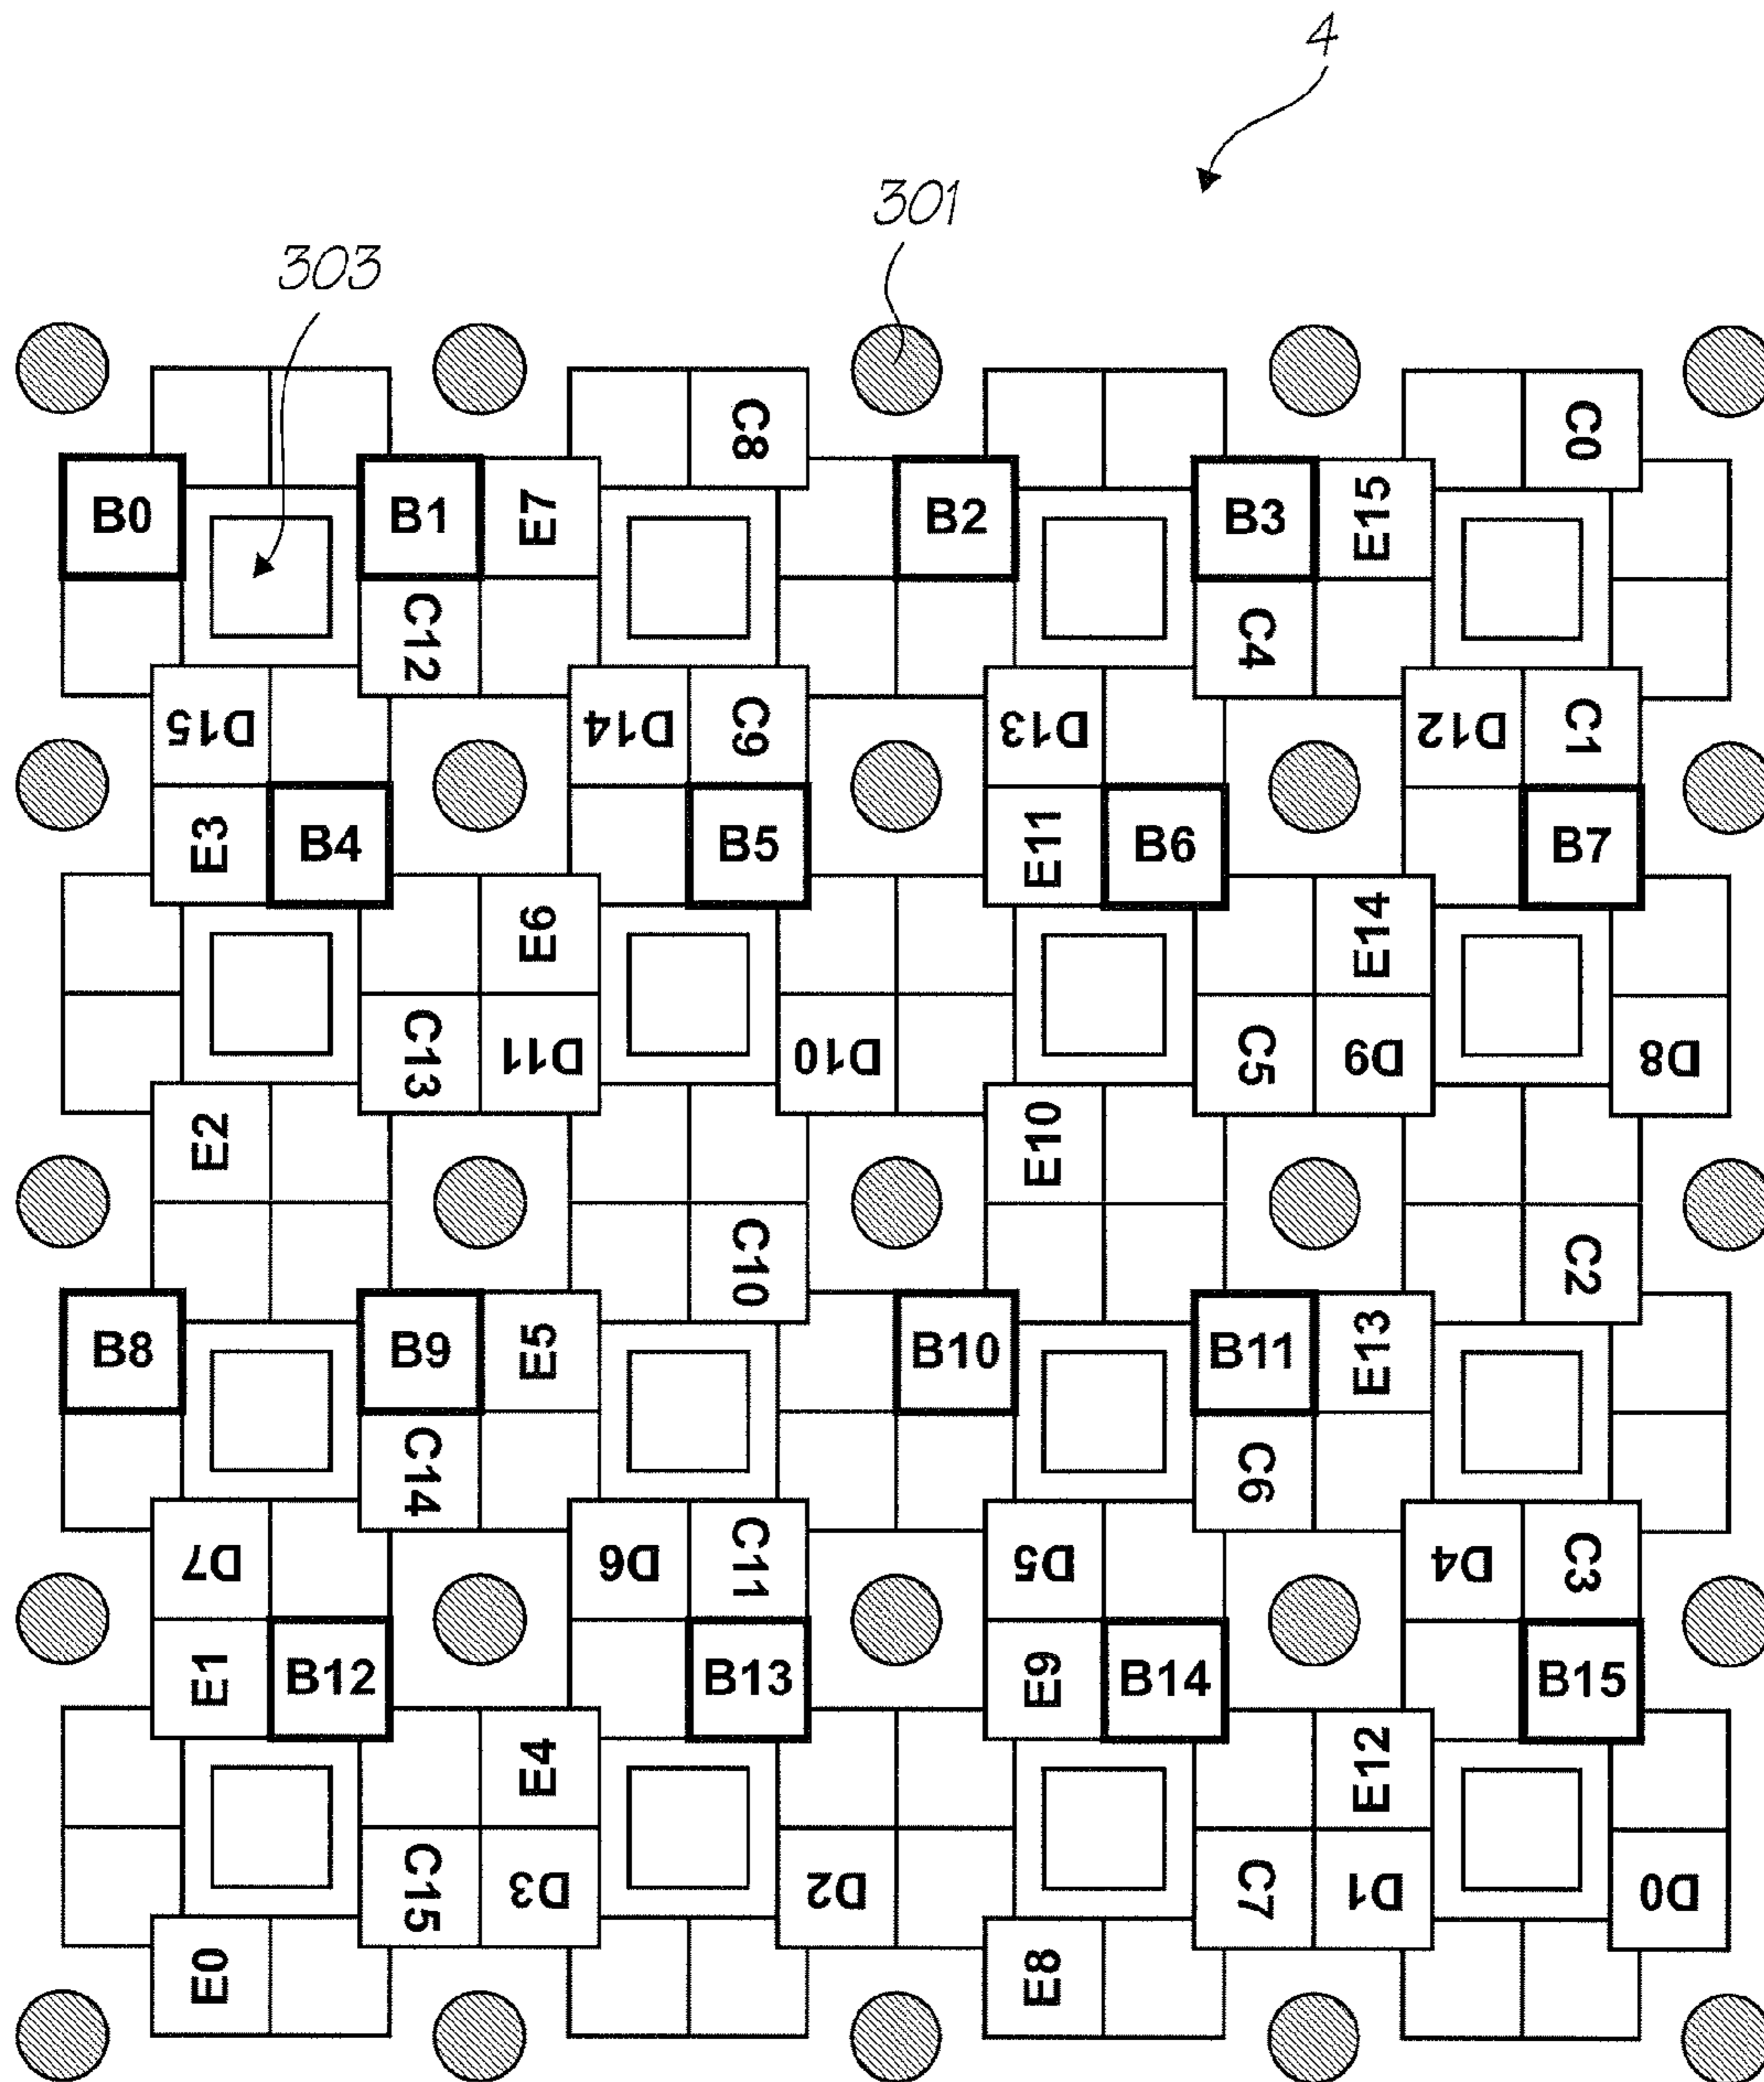 4
301
303
C8 C0
B0 B1 E7 B2 B3 E15
C12 C4
D15 D14 C9 D13 D12 C1
E3 B4 B5 E11 B6 B7
E6 E14
C13 D11 D10 C5 D9 D8
E2 E10
C10 C2
B8 B9 E5 B10 B11 E13
C14 C6
D7 D6 C11 D5 D4 C3
E1 B12 B13 E9 B14 B15
E4 E12
C15 D3 D2 C7 D1 D0
E0 E8